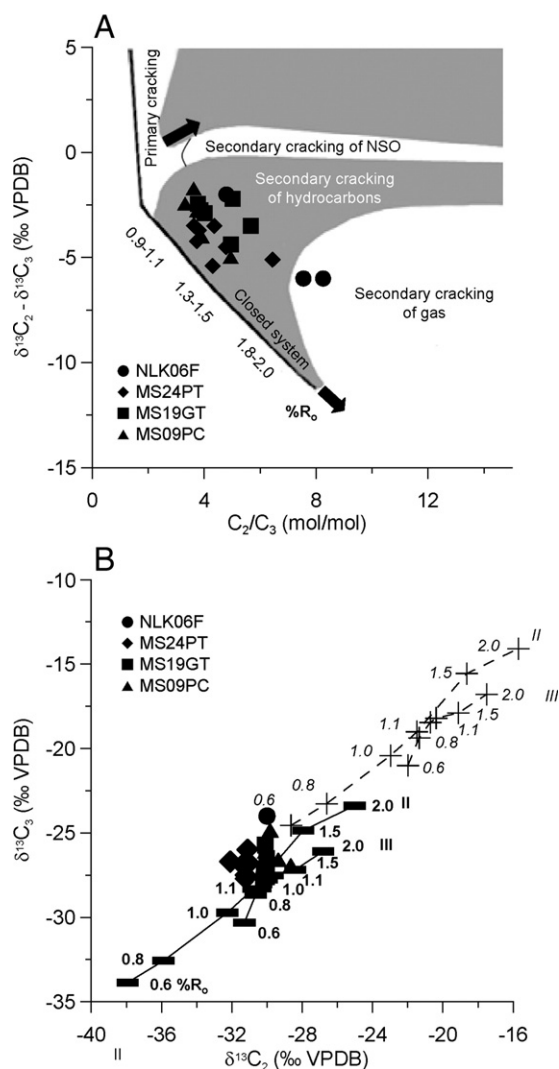 A
5
0
-5
-10
-15
δ¹³C₂ - δ¹³C₃ (‰ VPDB)
Primary cracking
Secondary cracking of NSO
Secondary cracking
of hydrocarbons
Secondary cracking
of gas
0.9-1.1
1.3-1.5
1.8-2.0
Closed system
%Rₒ
NLK06F
MS24PT
MS19GT
MS09PC
0 4 8 12
C₂/C₃ (mol/mol)
B
-10
-15
-20
-25
-30
-35
δ¹³C₃ (‰ VPDB)
NLK06F
MS24PT
MS19GT
MS09PC
2.0 II
1.5
2.0 III
1.5
1.1 1.1
0.8
1.0 0.6
0.8
0.6
2.0 II
1.5
2.0 III
1.5
1.1
1.1 1.0
0.8
1.0 0.6
0.8
0.6 %Rₒ
-40 -36 -31 -26 -22 -16
II
δ¹³C₂ (‰ VPDB)